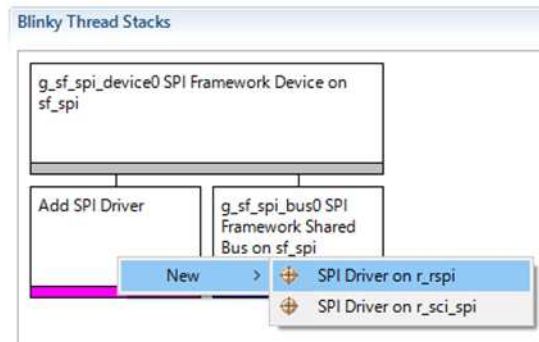 Blinky Thread Stacks
g_sf_spi_device0 SPI Framework Device on
sf_spi
Add SPI Driver
g_sf_spi_bus0 SPI
Framework Shared
Bus on sf_spi
New >
SPI Driver on r_rspi
SPI Driver on r_sci_spi